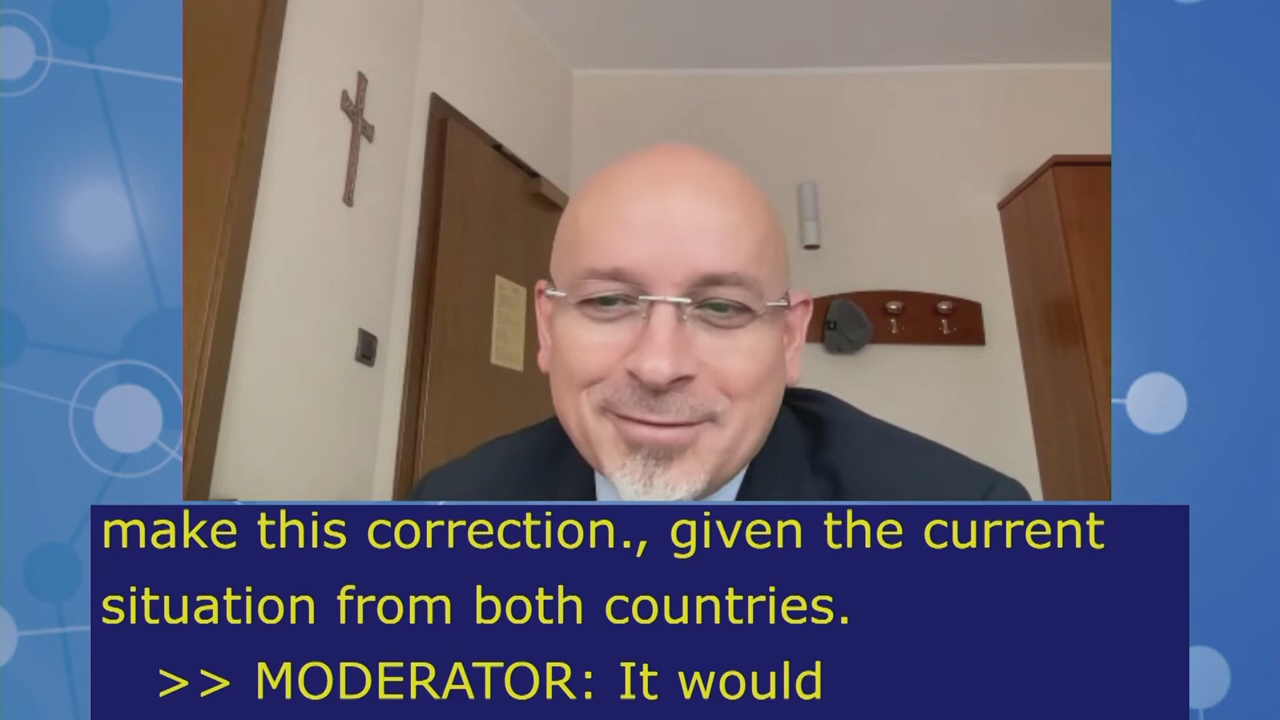 make this correction., given the current
situation from both countries.
>> MODERATOR: It would